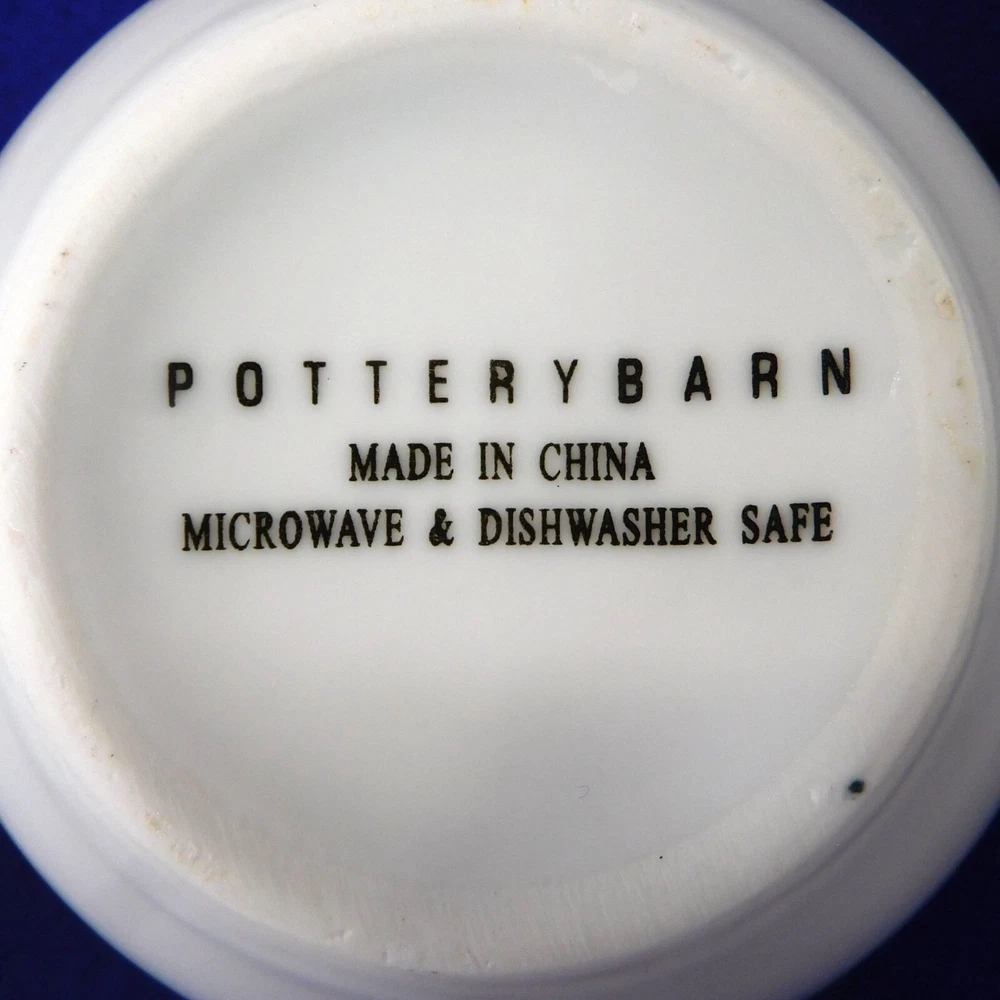 POTTERYBARN
MADE IN CHINA
MICROWAVE & DISHWASHER SAFE